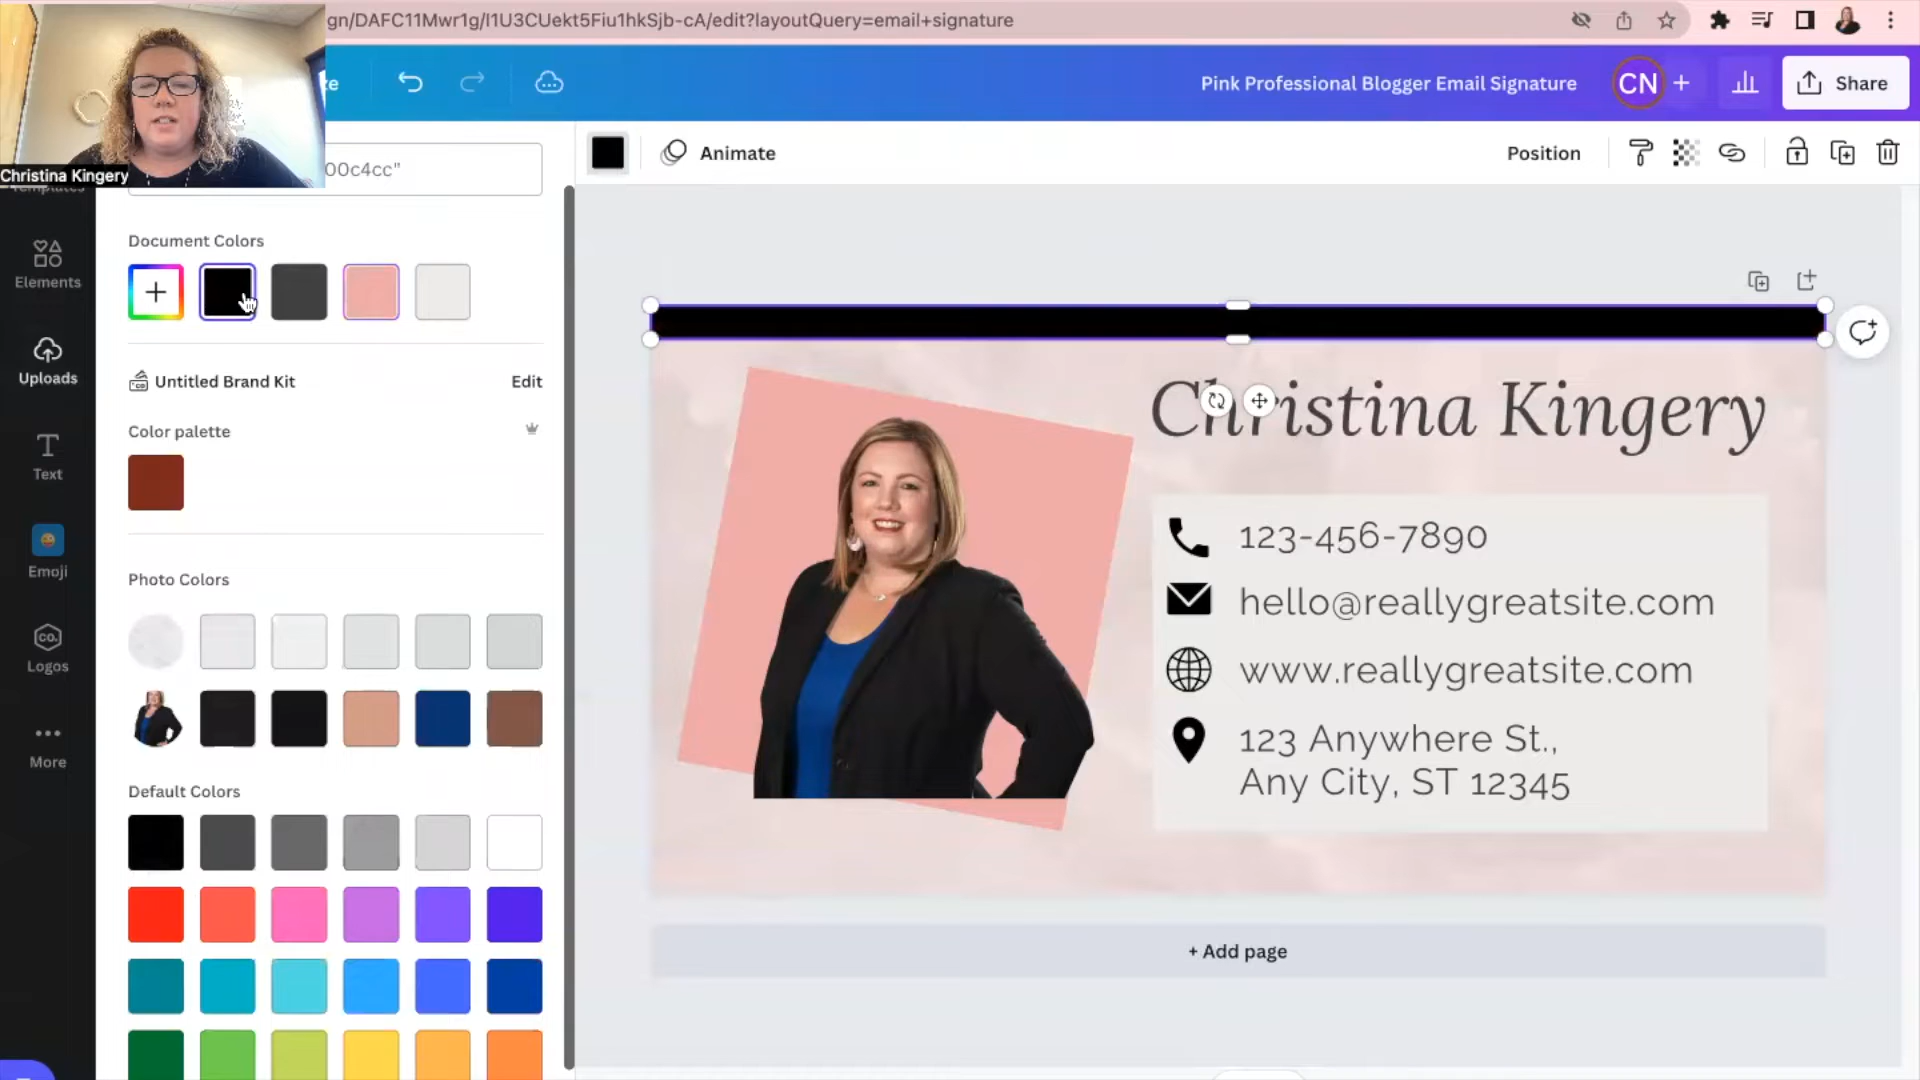 gn/DAFC11Mwr1g/I1U3CUekt5Fiu1hkSjb-cA/edit?layoutQuery=email+signature
Pink Professional Blogger Email Signature
CN
+
Share
Christina Kingery
00c4cc"
Animate
Position
Templates
Elements
Uploads
Text
Emoji
CO.
Logos
More
Document Colors
Untitled Brand Kit
Edit
Color palette
Photo Colors
Default Colors
Christina Kingery
123-456-7890
hello@reallygreatsite.com
www.reallygreatsite.com
123 Anywhere St.,
Any City, ST 12345
+ Add page